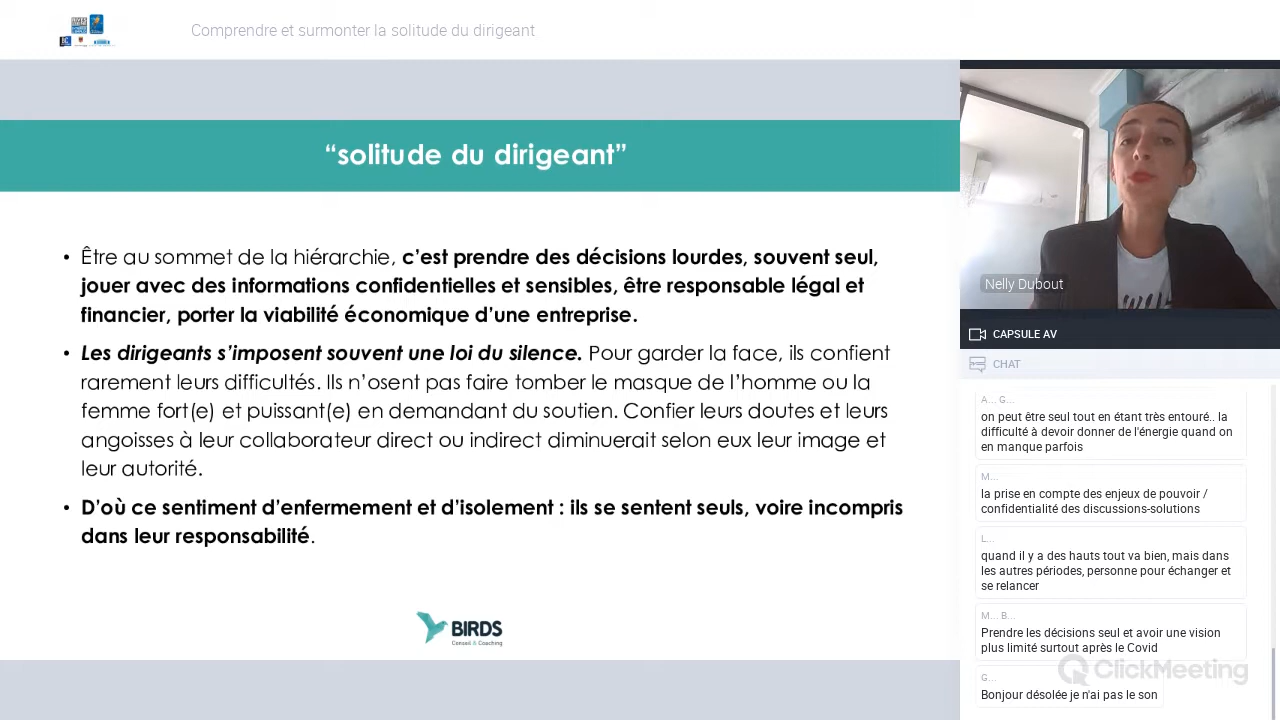 Comprendre et surmonter la solitude du dirigeant
“solitude du dirigeant”
• Être au sommet de la hiérarchie, c’est prendre des décisions lourdes, souvent seul,
jouer avec des informations confidentielles et sensibles, être responsable légal et
financier, porter la viabilité économique d’une entreprise.
• Les dirigeants s’imposent souvent une loi du silence. Pour garder la face, ils confient
rarement leurs difficultés. Ils n’osent pas faire tomber le masque de l’homme ou la
femme fort(e) et puissant(e) en demandant du soutien. Confier leurs doutes et leurs
angoisses à leur collaborateur direct ou indirect diminuerait selon eux leur image et
leur autorité.
• D’où ce sentiment d’enfermement et d’isolement : ils se sentent seuls, voire incompris
dans leur responsabilité.
BIRDS
Conseil & Coaching
Nelly Dubout
CAPSULE AV
CHAT
A... G...
on peut être seul tout en étant très entouré.. la
difficulté à devoir donner de l'énergie quand on
en manque parfois
M...
la prise en compte des enjeux de pouvoir /
confidentialité des discussions-solutions
L...
quand il y a des hauts tout va bien, mais dans
les autres périodes, personne pour échanger et
se relancer
M... B...
Prendre les décisions seul et avoir une vision
plus limité surtout après le Covid
ClickMeeting
G...
Bonjour désolée je n'ai pas le son